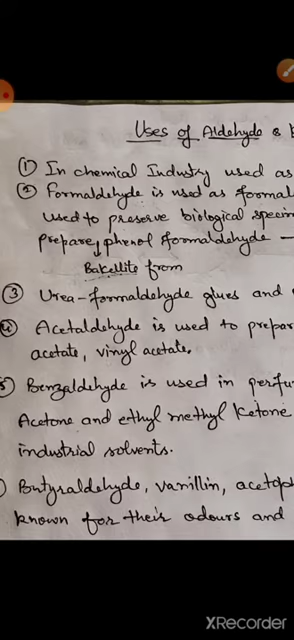 Uses of Aldehyde &
① In chemical Industry used as
② Formaldehyde is used as formal
used to preserve biological specim
prepare phenol formaldehyde -
Bakellite from
③ Urea-formaldehyde glues and
④ Acetaldehyde is used to prepar
acetate, vinyl acetate.
Benzaldehyde is used in perfu
Acetone and ethyl methyl Ketone
industrial solvents.
Butyraldehyde, vanillin, acetoph
known for their odours and
XRecorder